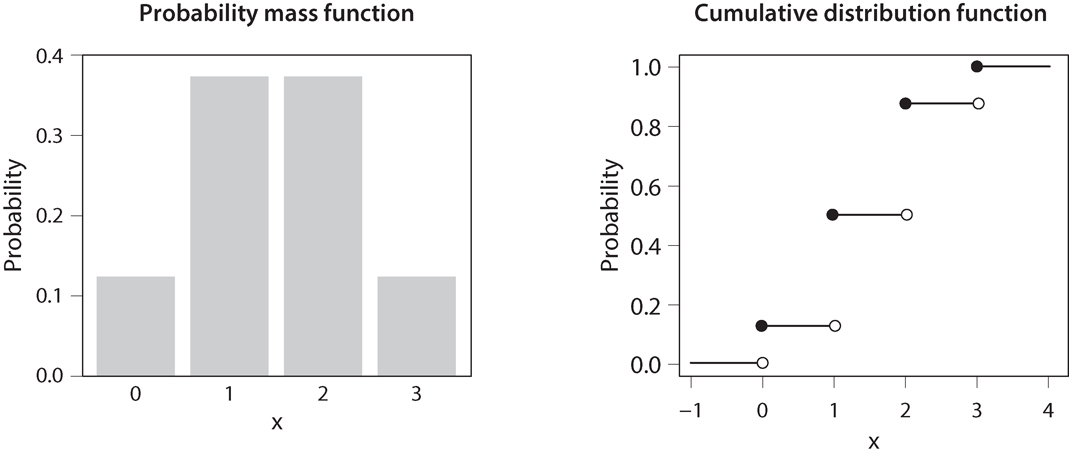 Probability mass function
Probability
0.4
0.3
0.2
0.1
0.0
0 1 2 3
x
Cumulative distribution function
Probability
1.0
0.8
0.6
0.4
0.2
0.0
−1 0 1 2 3 4
x